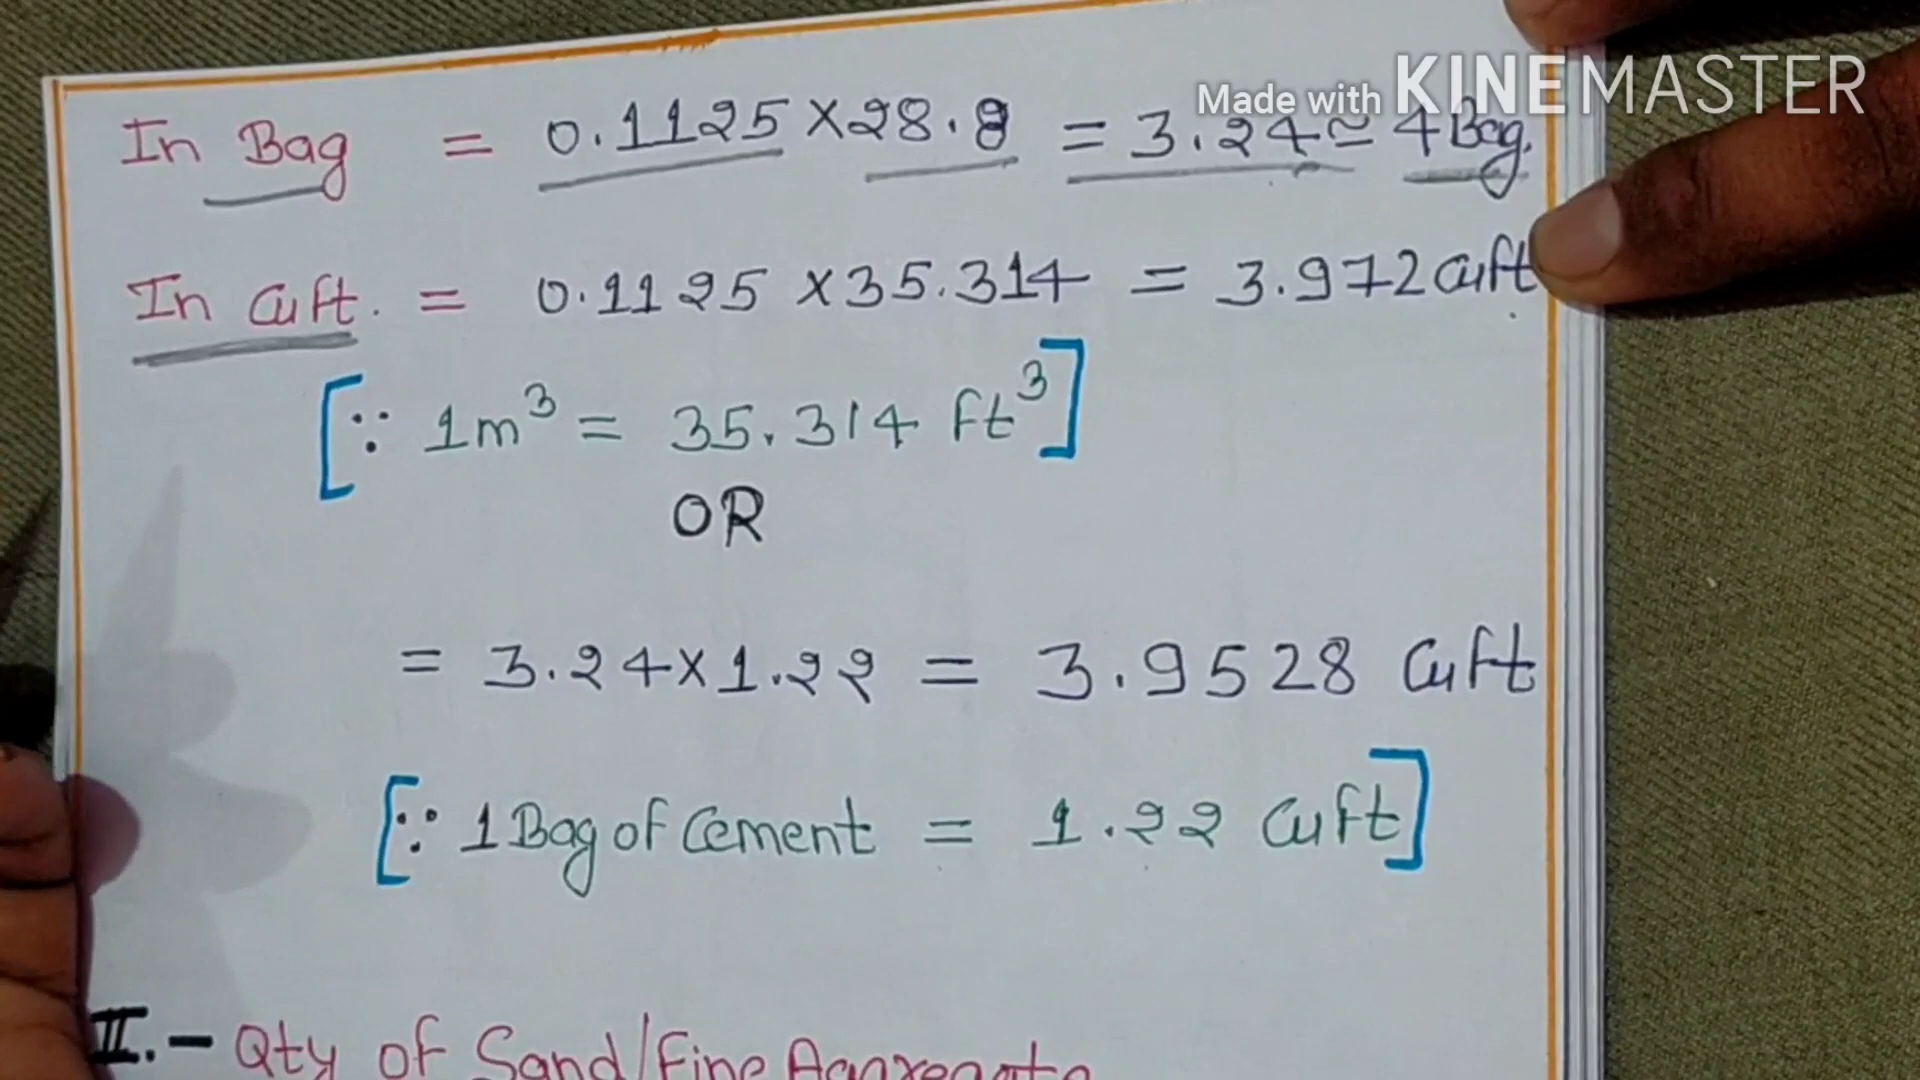 Made with KINEMASTER
In Bag = 0.1125 × 28.8 = 3.24 ≃ 4 Bag.
In Cuft. = 0.1125 × 35.314 = 3.972 Cuft
[∵ 1m³ = 35.314 ft³]
OR
= 3.24 × 1.22 = 3.9528 Cuft
[∵ 1 Bag of Cement = 1.22 Cuft]
II.- Qty of Sand/Fine Aggregate